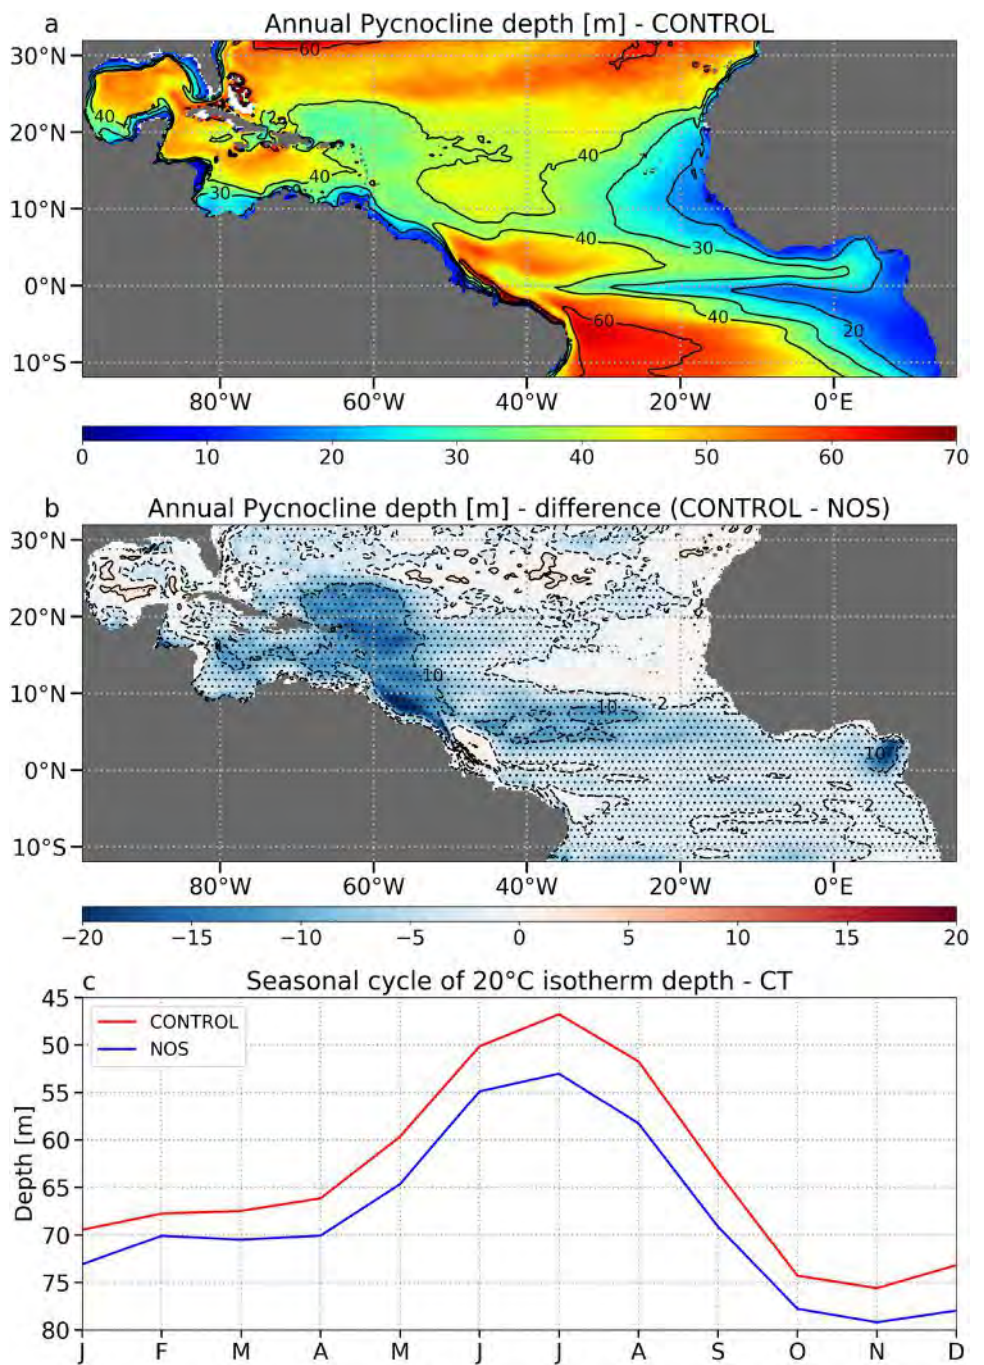 a Annual Pycnocline depth [m] - CONTROL
30°N
20°N
10°N
0°N
10°S
60
40
40
30
40
40
30
60
40
20
80°W 60°W 40°W 20°W 0°E
0 10 20 30 40 50 60 70
b Annual Pycnocline depth [m] - difference (CONTROL - NOS)
30°N
20°N
10°N
0°N
10°S
-10
-2
-10
-10
-2
-2
-2
80°W 60°W 40°W 20°W 0°E
−20 −15 −10 −5 0 5 10 15 20
c Seasonal cycle of 20°C isotherm depth - CT
CONTROL
NOS
Depth [m]
45
50
55
60
65
70
75
80
J F M A M J J A S O N D